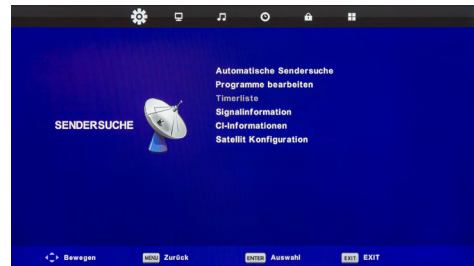 Automatische Sendersuche
Programme bearbeiten
Timerliste
Signalinformation
SENDERSUCHE
CI-Informationen
Satellit Konfiguration
Bewegen MENU Zurück ENTER Auswahl EXIT EXIT